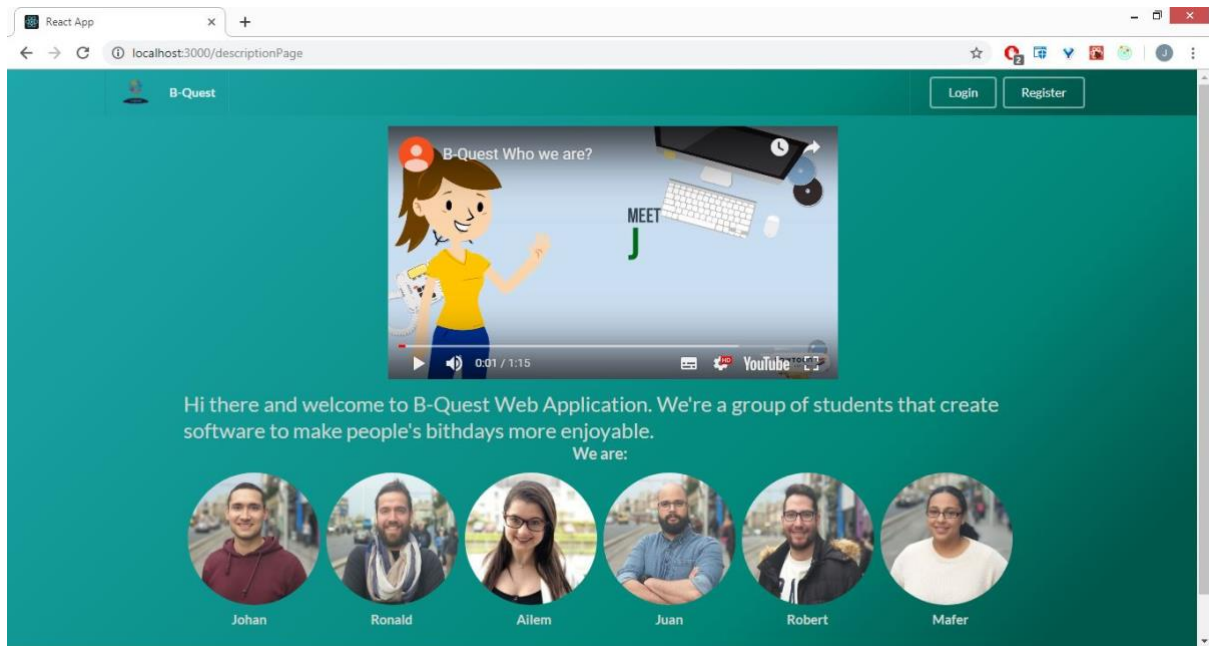 React App
localhost:3000/descriptionPage
2
J
B-Quest
Login
Register
B-Quest Who we are?
MEET
J
0:01 / 1:15
HD
YouTube
Hi there and welcome to B-Quest Web Application. We're a group of students that create
software to make people's bithdays more enjoyable.
We are:
Johan Ronald Ailem Juan Robert Mafer